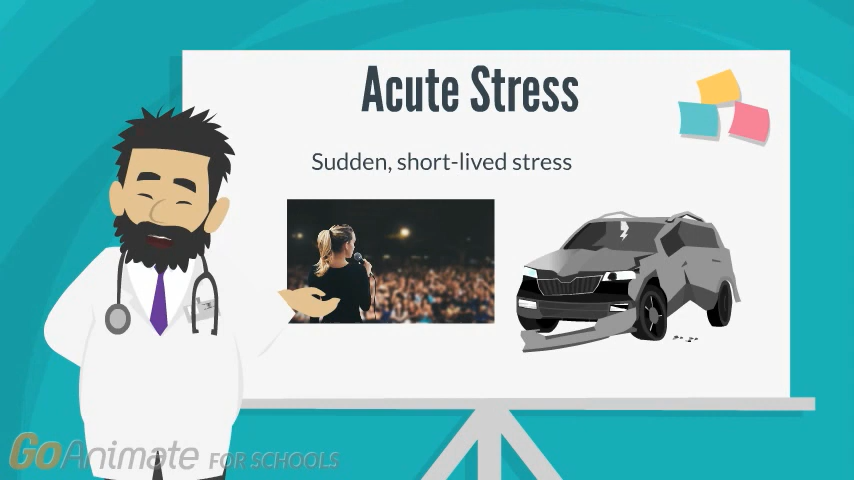 Acute Stress
Sudden, short-lived stress
GoAnimate FOR SCHOOLS